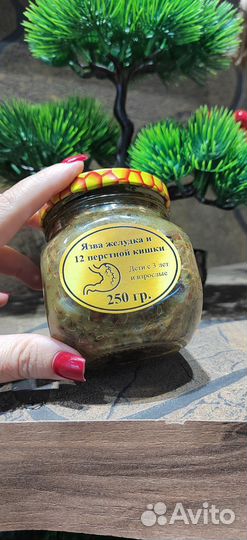 Язва желудка и
12 перстной кишки
Дети с 3 лет
и взрослые
250 гр.
Avito